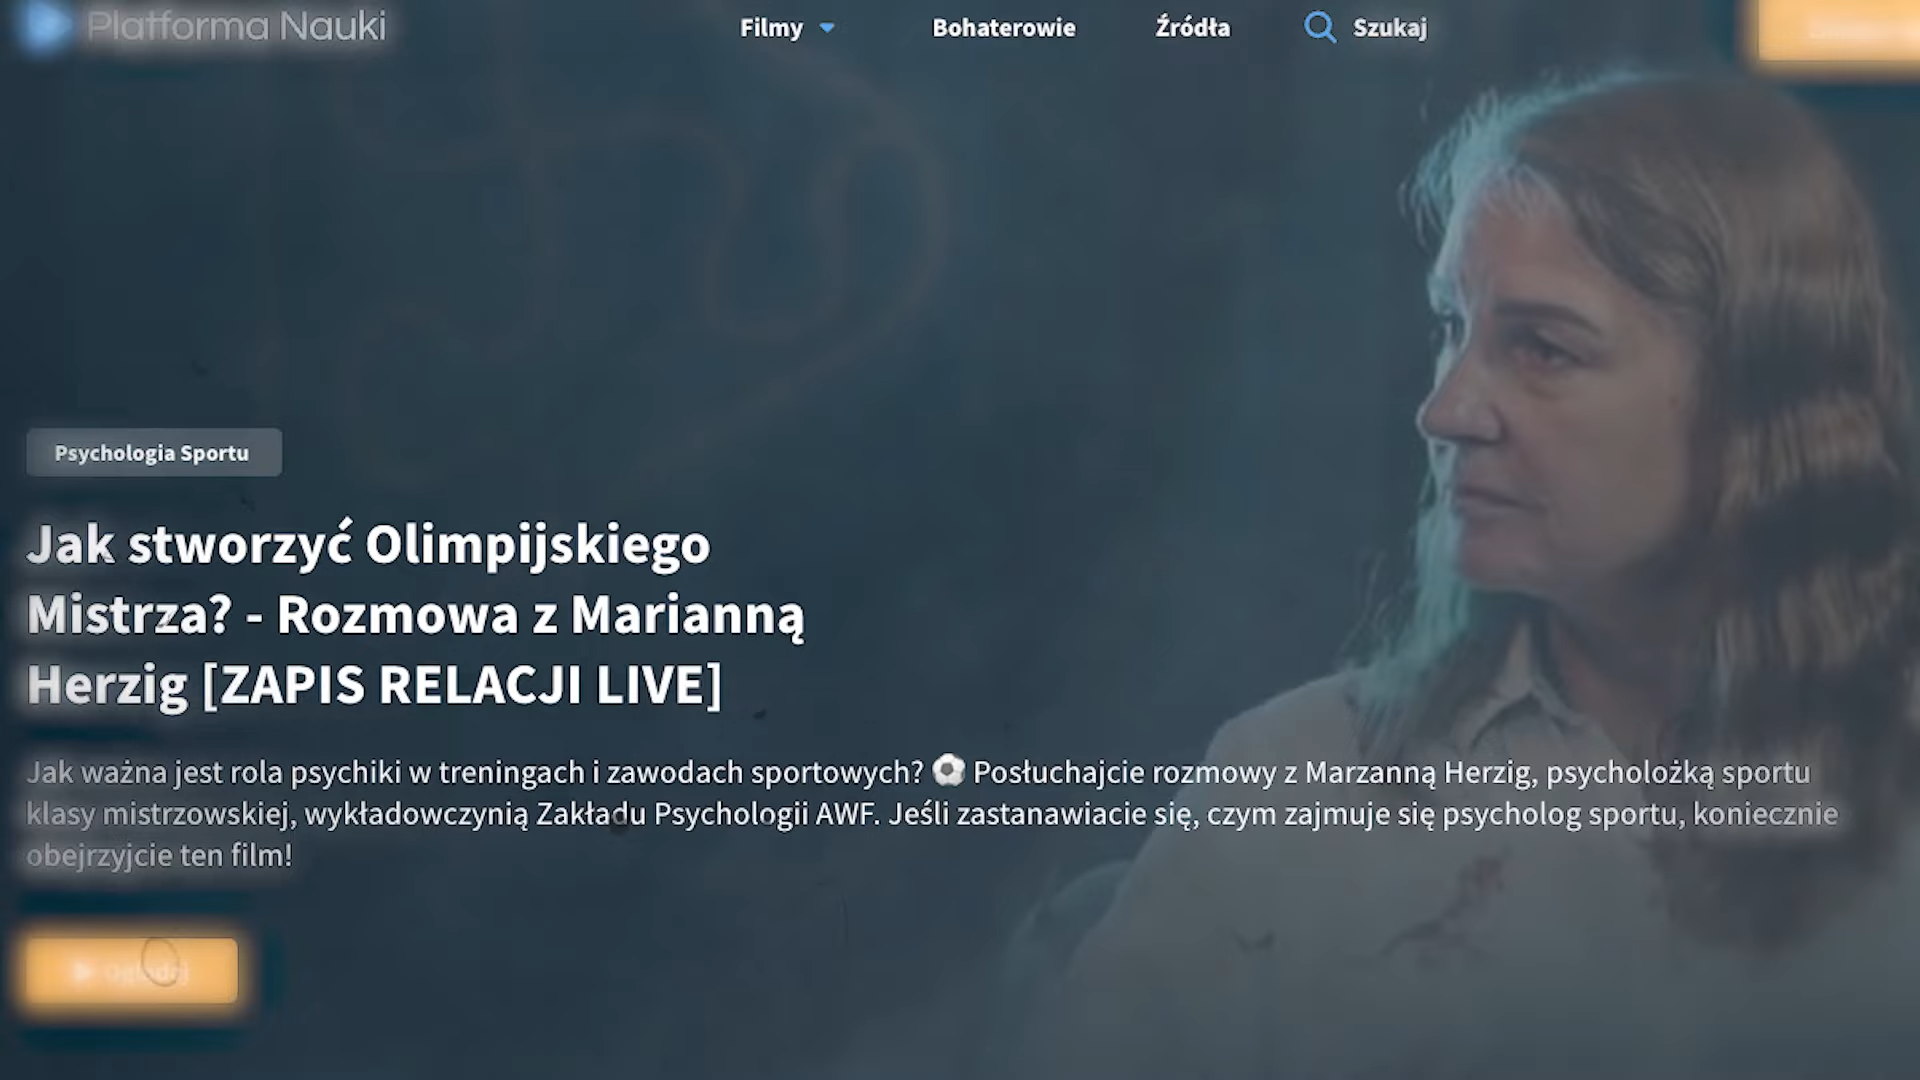 Platforma Nauki
Filmy
Bohaterowie
Źródła
Szukaj
Psychologia Sportu
Jak stworzyć Olimpijskiego
Mistrza? - Rozmowa z Marianną
Herzig [ZAPIS RELACJI LIVE]
Jak ważna jest rola psychiki w treningach i zawodach sportowych? ⚽ Posłuchajcie rozmowy z Marzanną Herzig, psycholożką sportu
klasy mistrzowskiej, wykładowczynią Zakładu Psychologii AWF. Jeśli zastanawiacie się, czym zajmuje się psycholog sportu, koniecznie
obejrzyjcie ten film!
Oglądaj